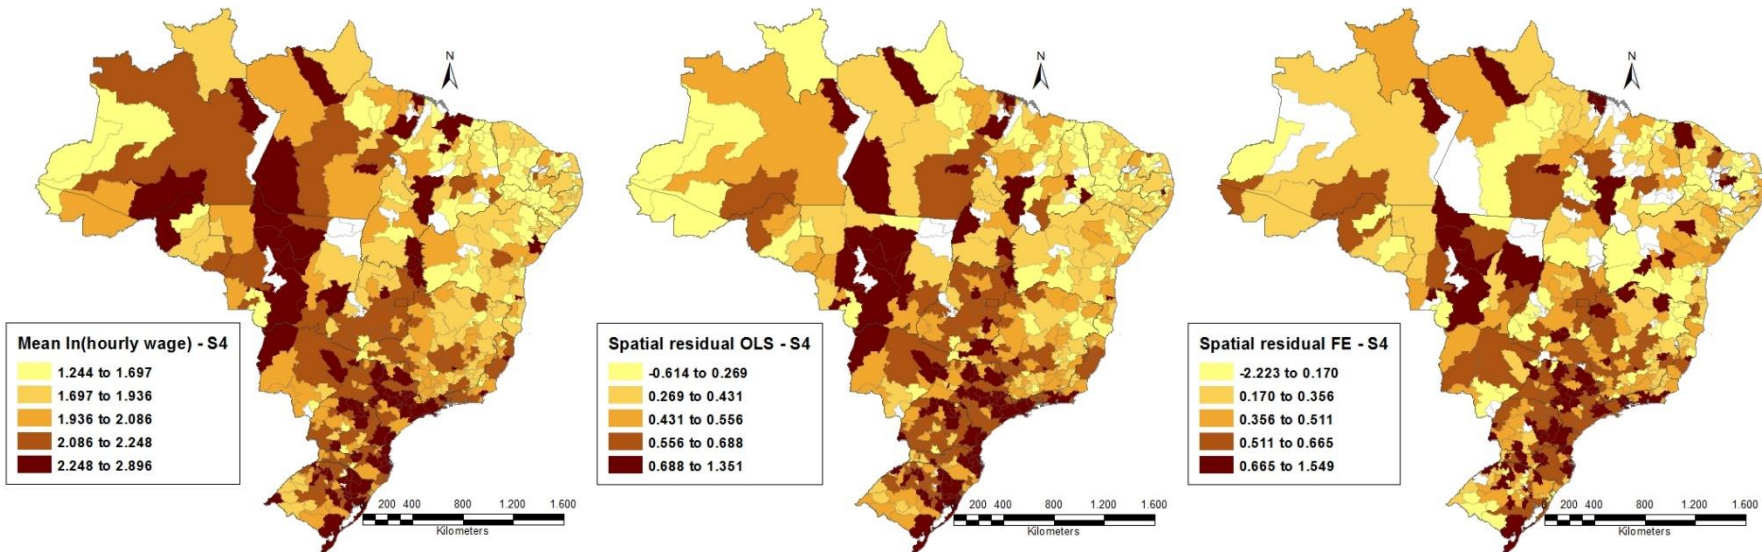 N
Mean ln(hourly wage) - S4
1.244 to 1.697
1.697 to 1.936
1.936 to 2.086
2.086 to 2.248
2.248 to 2.896
200 400 800 1.200 1.600
Kilometers
N
Spatial residual OLS - S4
-0.614 to 0.269
0.269 to 0.431
0.431 to 0.556
0.556 to 0.688
0.688 to 1.351
200 400 800 1.200 1.600
Kilometers
N
Spatial residual FE - S4
-2.223 to 0.170
0.170 to 0.356
0.356 to 0.511
0.511 to 0.665
0.665 to 1.549
0 200 400 800 1.200 1.600
Kilometers